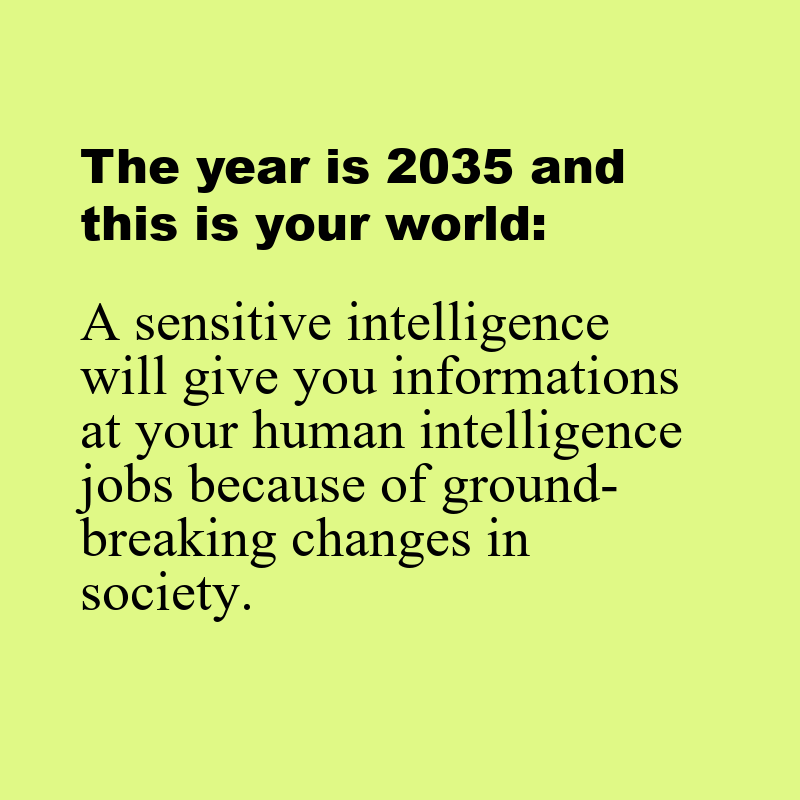 The year is 2035 and
this is your world:
A sensitive intelligence
will give you informations
at your human intelligence
jobs because of ground-
breaking changes in
society.